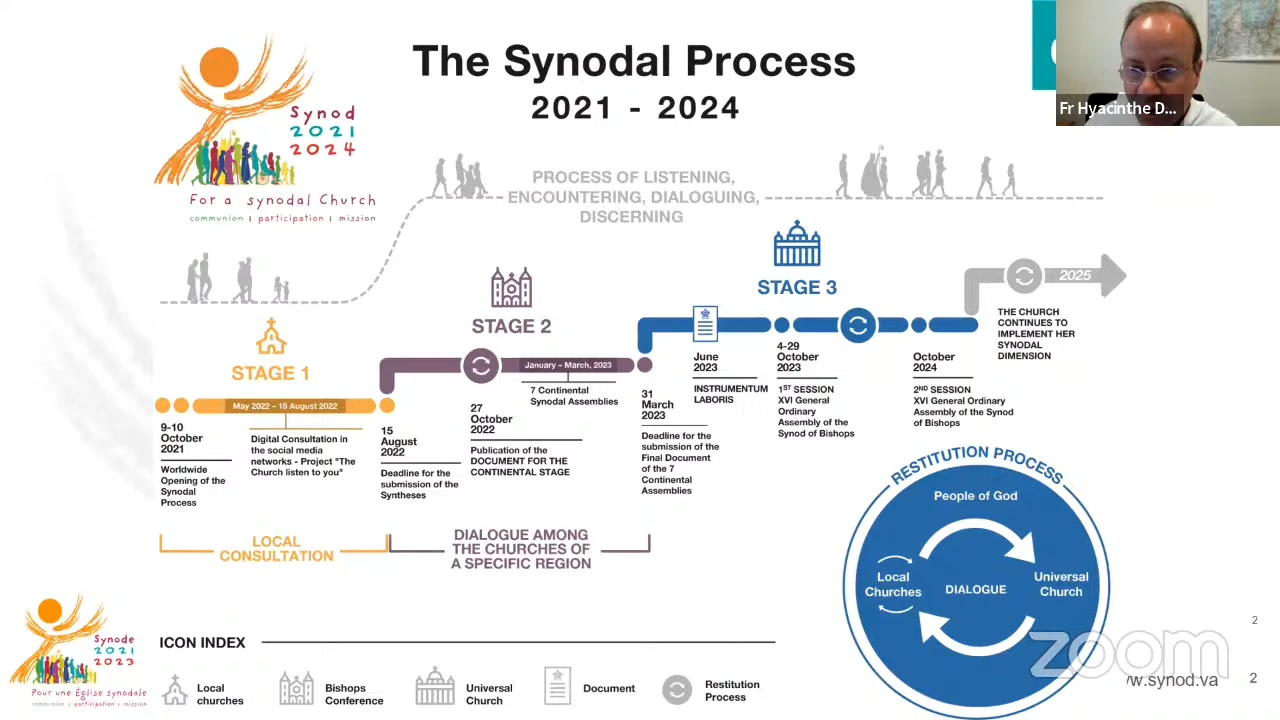 The Synodal Process
2021 - 2024
Fr Hyacinthe D...
Synod
2021
2024
For a synodal Church
communion | participation | mission
PROCESS OF LISTENING,
ENCOUNTERING, DIALOGUING,
DISCERNING
STAGE 1
May 2022 – 15 August 2022
9-10
October
2021
Worldwide
Opening of the
Synodal
Process
Digital Consultation in
the social media
networks - Project "The
Church listen to you"
LOCAL
CONSULTATION
STAGE 2
January – March, 2023
15
August
2022
Deadline for the
submission of the
Syntheses
27
October
2022
Publication of the
DOCUMENT FOR THE
CONTINENTAL STAGE
7 Continental
Synodal Assemblies
DIALOGUE AMONG
THE CHURCHES OF
A SPECIFIC REGION
STAGE 3
31
March
2023
Deadline for the
submission of the
Final Document
of the 7
Continental
Assemblies
June
2023
INSTRUMENTUM
LABORIS
4-29
October
2023
1ST SESSION
XVI General
Ordinary
Assembly of the
Synod of Bishops
October
2024
2ND SESSION
XVI General Ordinary
Assembly of the Synod
of Bishops
2025
THE CHURCH
CONTINUES TO
IMPLEMENT HER
SYNODAL
DIMENSION
RESTITUTION PROCESS
People of God
Local
Churches
DIALOGUE
Universal
Church
Synode
2021
2023
Pour une Église synodale
communion | participation | mission
ICON INDEX
Local
churches
Bishops
Conference
Universal
Church
Document
Restitution
Process
2
zoom
w.synod.va
2